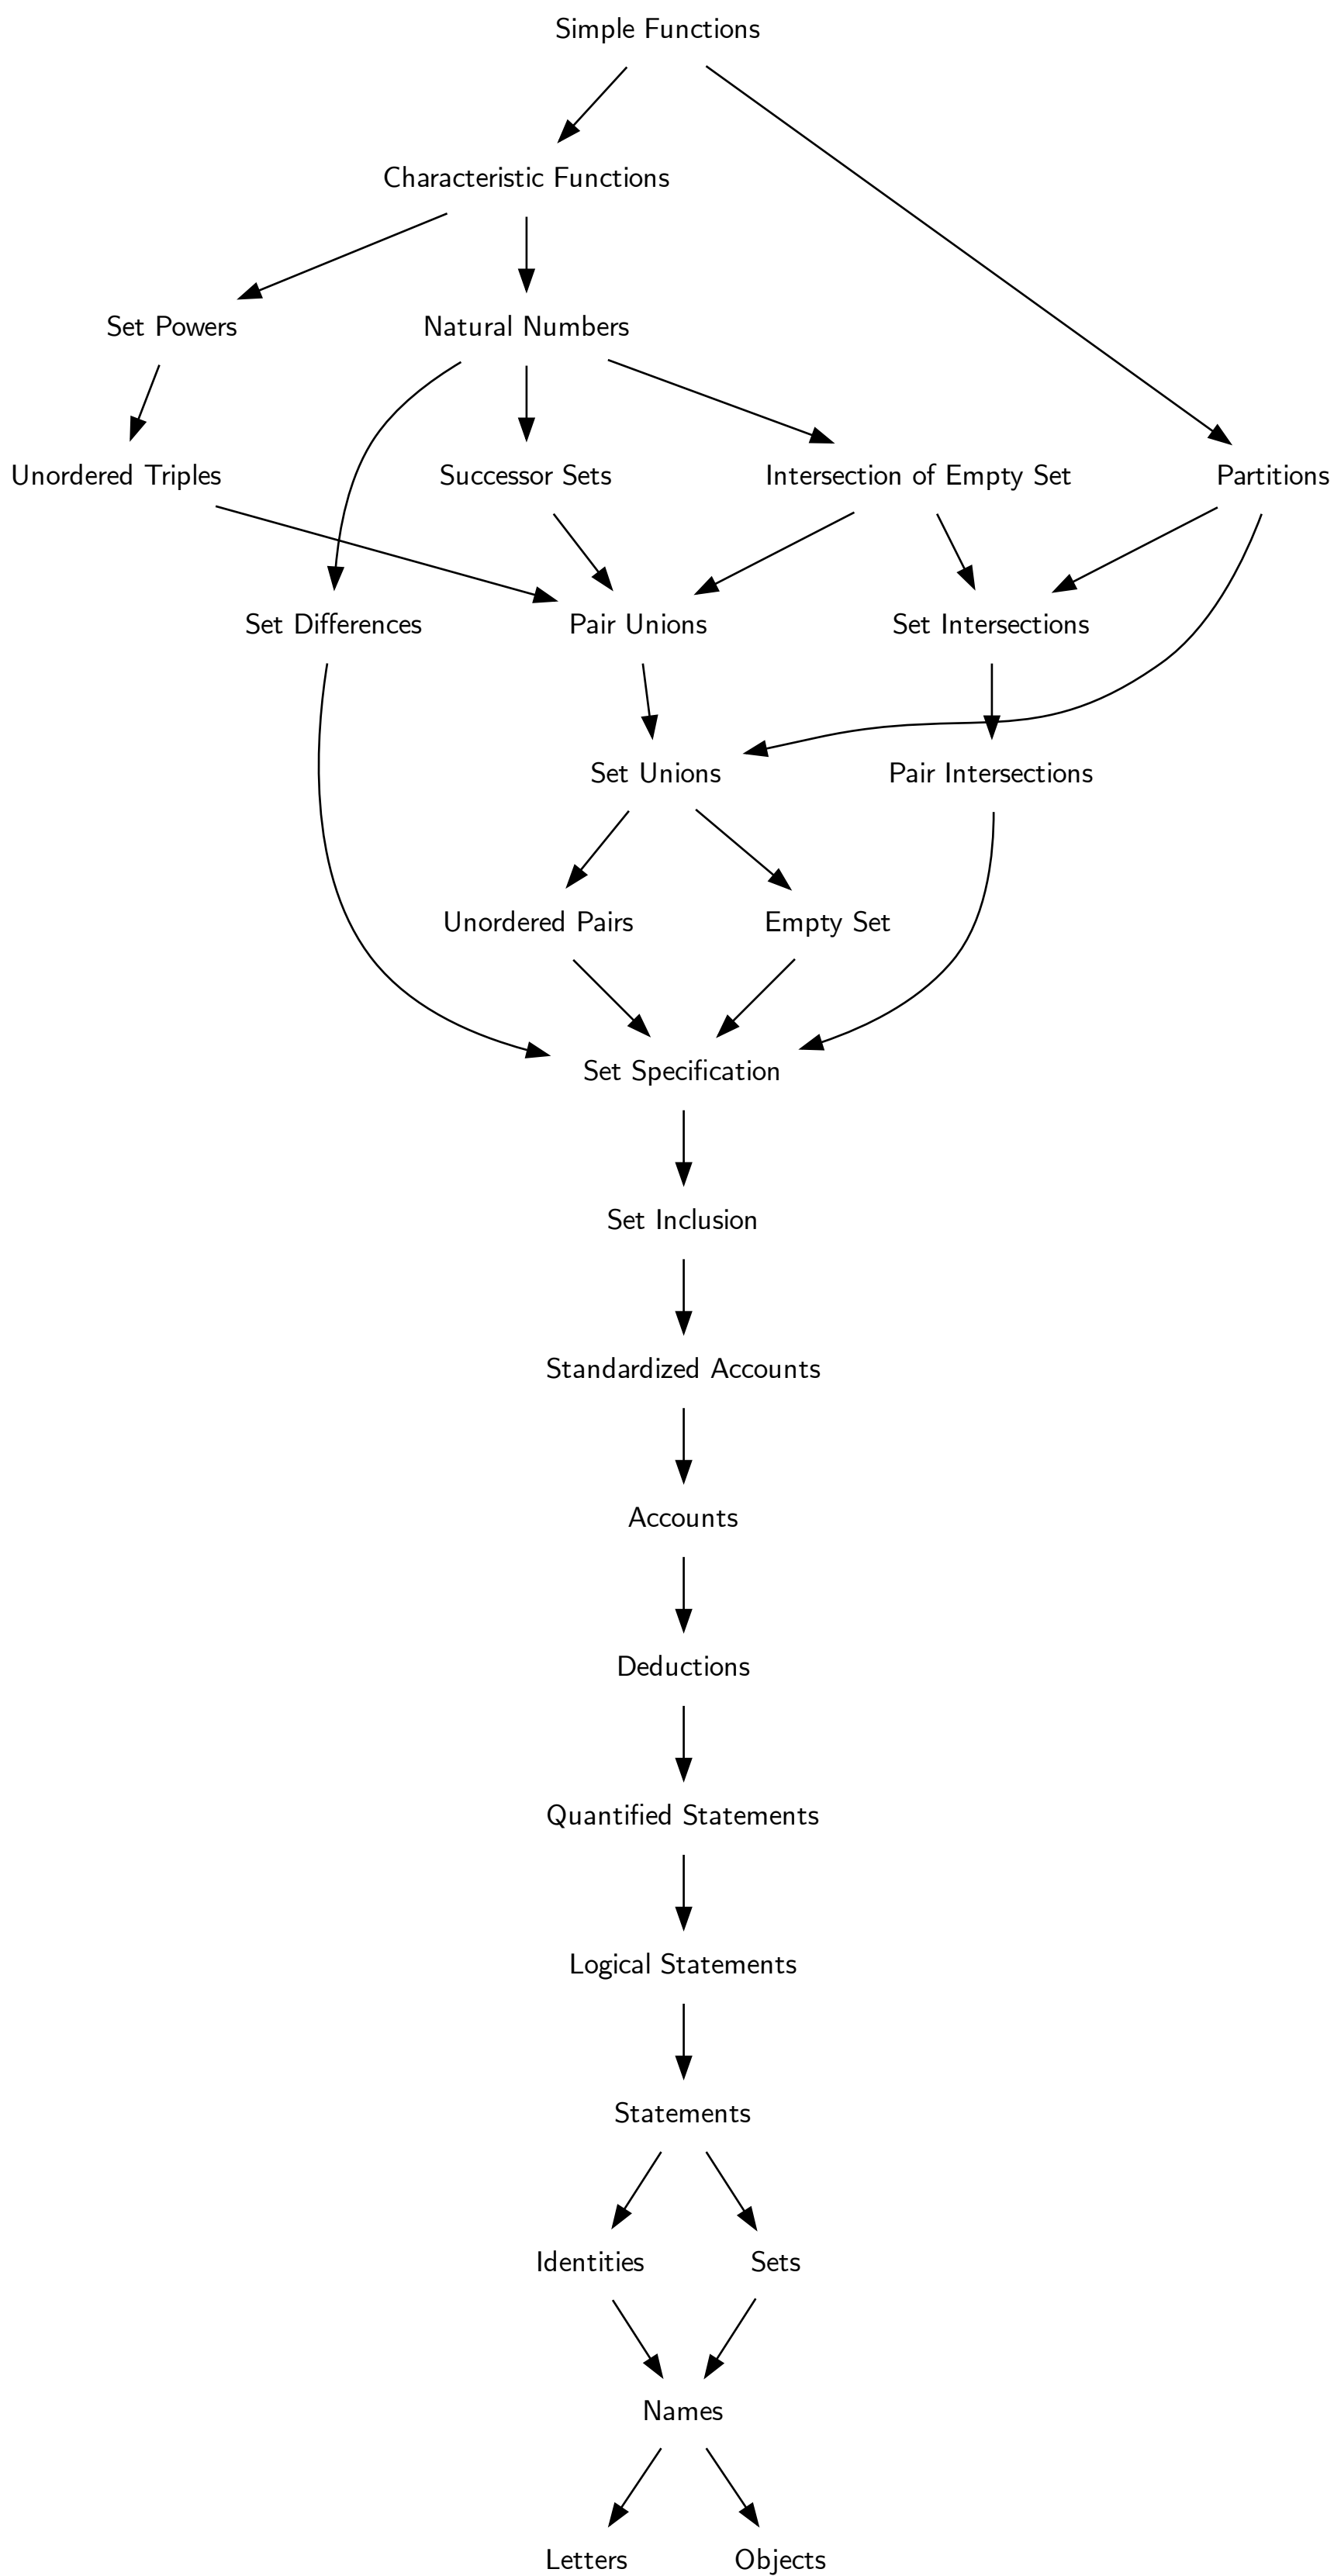 Simple Functions
Characteristic Functions
Set Powers
Natural Numbers
Unordered Triples
Successor Sets
Intersection of Empty Set
Partitions
Set Differences
Pair Unions
Set Intersections
Set Unions
Pair Intersections
Unordered Pairs
Empty Set
Set Specification
Set Inclusion
Standardized Accounts
Accounts
Deductions
Quantified Statements
Logical Statements
Statements
Identities
Sets
Names
Letters
Objects